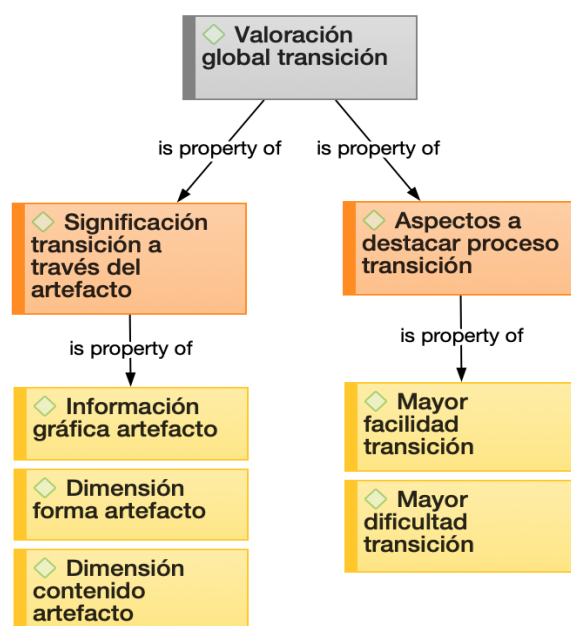 Valoración
global transición
is property of
is property of
Significación
transición a
través del
artefacto
Aspectos a
destacar proceso
transición
is property of
is property of
Información
gráfica artefacto
Dimensión
forma artefacto
Dimensión
contenido
artefacto
Mayor
facilidad
transición
Mayor
dificultad
transición